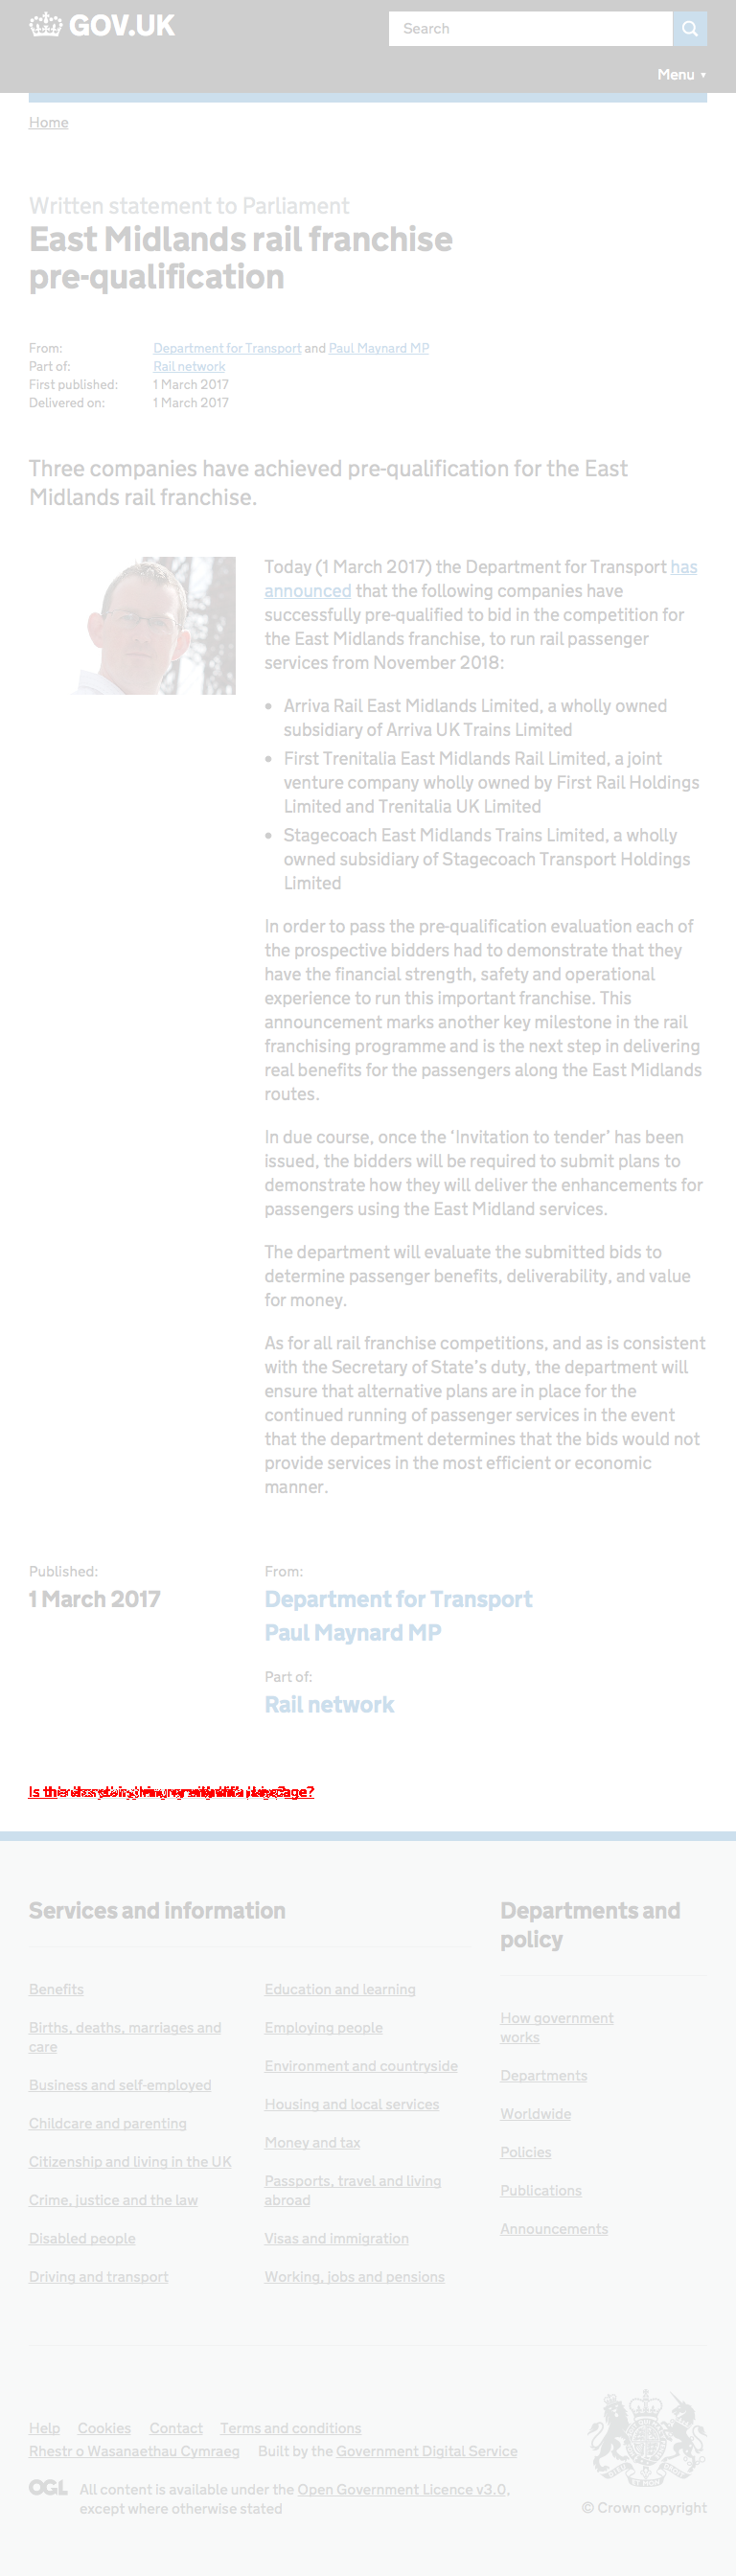 GOV.UK
Search
Menu ▼
Home
Written statement to Parliament
East Midlands rail franchise
pre-qualification
From: Department for Transport and Paul Maynard MP
Part of: Rail network
First published: 1 March 2017
Delivered on: 1 March 2017
Three companies have achieved pre-qualification for the East
Midlands rail franchise.
Today (1 March 2017) the Department for Transport has
announced that the following companies have
successfully pre-qualified to bid in the competition for
the East Midlands franchise, to run rail passenger
services from November 2018:
• Arriva Rail East Midlands Limited, a wholly owned
subsidiary of Arriva UK Trains Limited
• First Trenitalia East Midlands Rail Limited, a joint
venture company wholly owned by First Rail Holdings
Limited and Trenitalia UK Limited
• Stagecoach East Midlands Trains Limited, a wholly
owned subsidiary of Stagecoach Transport Holdings
Limited
In order to pass the pre-qualification evaluation each of
the prospective bidders had to demonstrate that they
have the financial strength, safety and operational
experience to run this important franchise. This
announcement marks another key milestone in the rail
franchising programme and is the next step in delivering
real benefits for the passengers along the East Midlands
routes.
In due course, once the ‘Invitation to tender’ has been
issued, the bidders will be required to submit plans to
demonstrate how they will deliver the enhancements for
passengers using the East Midland services.
The department will evaluate the submitted bids to
determine passenger benefits, deliverability, and value
for money.
As for all rail franchise competitions, and as is consistent
with the Secretary of State’s duty, the department will
ensure that alternative plans are in place for the
continued running of passenger services in the event
that the department determines that the bids would not
provide services in the most efficient or economic
manner.
Published:
1 March 2017
From:
Department for Transport
Paul Maynard MP
Part of:
Rail network
Services and information
Benefits
Births, deaths, marriages and
care
Business and self-employed
Childcare and parenting
Citizenship and living in the UK
Crime, justice and the law
Disabled people
Driving and transport
Education and learning
Employing people
Environment and countryside
Housing and local services
Money and tax
Passports, travel and living
abroad
Visas and immigration
Working, jobs and pensions
Departments and
policy
How government
works
Departments
Worldwide
Policies
Publications
Announcements
Help Cookies Contact Terms and conditions
Rhestr o Wasanaethau Cymraeg Built by the Government Digital Service
OGL All content is available under the Open Government Licence v3.0,
except where otherwise stated
© Crown copyright